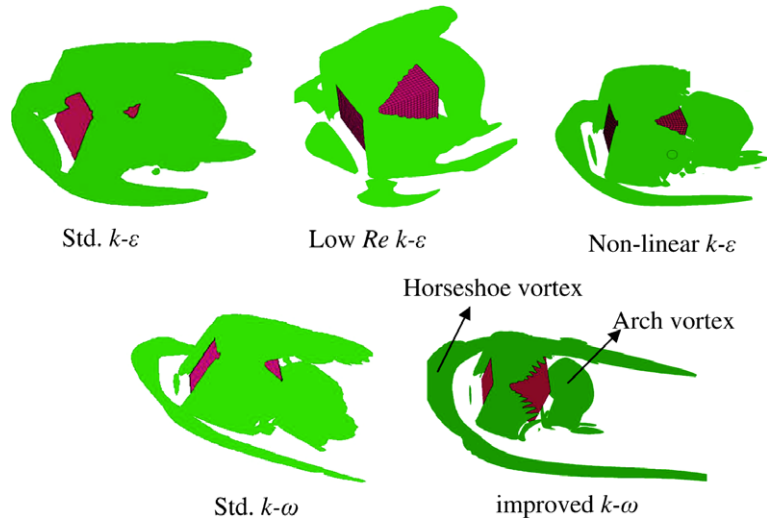 Std. k-ε
Low Re k-ε
Non-linear k-ε
Horseshoe vortex
Arch vortex
Std. k-ω
improved k-ω